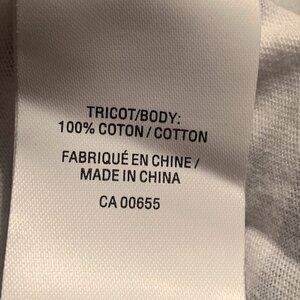 TRICOT/BODY:
100% COTON / COTTON
FABRIQUÉ EN CHINE /
MADE IN CHINA
CA 00655